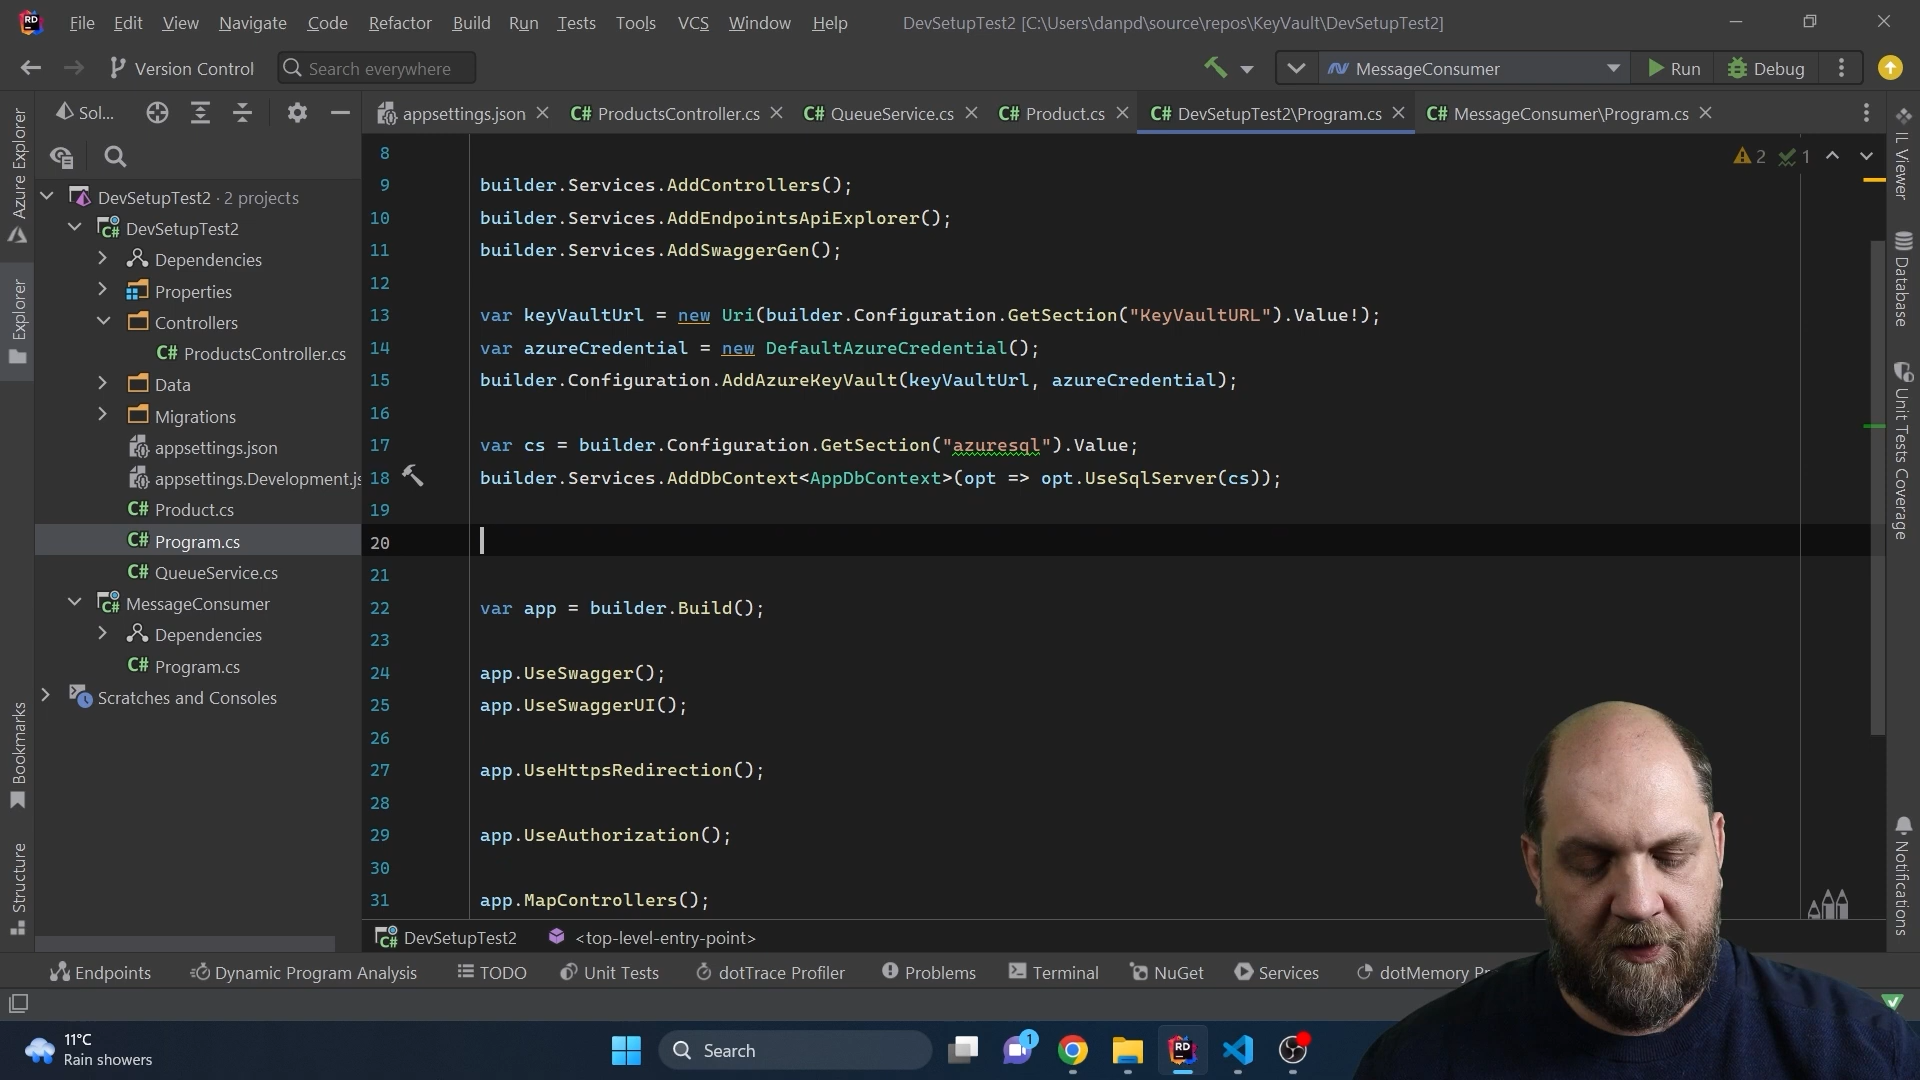 RD File Edit View Navigate Code Refactor Build Run Tests Tools VCS Window Help DevSetupTest2 [C:\Users\danpd\source\repos\KeyVault\DevSetupTest2]
Version Control Search everywhere MessageConsumer Run Debug
Sol... appsettings.json C# ProductsController.cs C# QueueService.cs C# Product.cs C# DevSetupTest2\Program.cs C# MessageConsumer\Program.cs
Azure Explorer
Explorer
Bookmarks
Structure
DevSetupTest2 · 2 projects
C# DevSetupTest2
Dependencies
Properties
Controllers
C# ProductsController.cs
Data
Migrations
appsettings.json
appsettings.Development.js
C# Product.cs
C# Program.cs
C# QueueService.cs
C# MessageConsumer
Dependencies
C# Program.cs
Scratches and Consoles
2 1
8
9 builder.Services.AddControllers();
10 builder.Services.AddEndpointsApiExplorer();
11 builder.Services.AddSwaggerGen();
12
13 var keyVaultUrl = new Uri(builder.Configuration.GetSection("KeyVaultURL").Value!);
14 var azureCredential = new DefaultAzureCredential();
15 builder.Configuration.AddAzureKeyVault(keyVaultUrl, azureCredential);
16
17 var cs = builder.Configuration.GetSection("azuresql").Value;
18 builder.Services.AddDbContext<AppDbContext>(opt => opt.UseSqlServer(cs));
19
20
21
22 var app = builder.Build();
23
24 app.UseSwagger();
25 app.UseSwaggerUI();
26
27 app.UseHttpsRedirection();
28
29 app.UseAuthorization();
30
31 app.MapControllers();
IL Viewer
Database
Unit Tests Coverage
Notifications
C# DevSetupTest2 <top-level-entry-point>
Endpoints Dynamic Program Analysis TODO Unit Tests dotTrace Profiler Problems Terminal NuGet Services dotMemory Pr
11°C
Rain showers
Search
1
RD